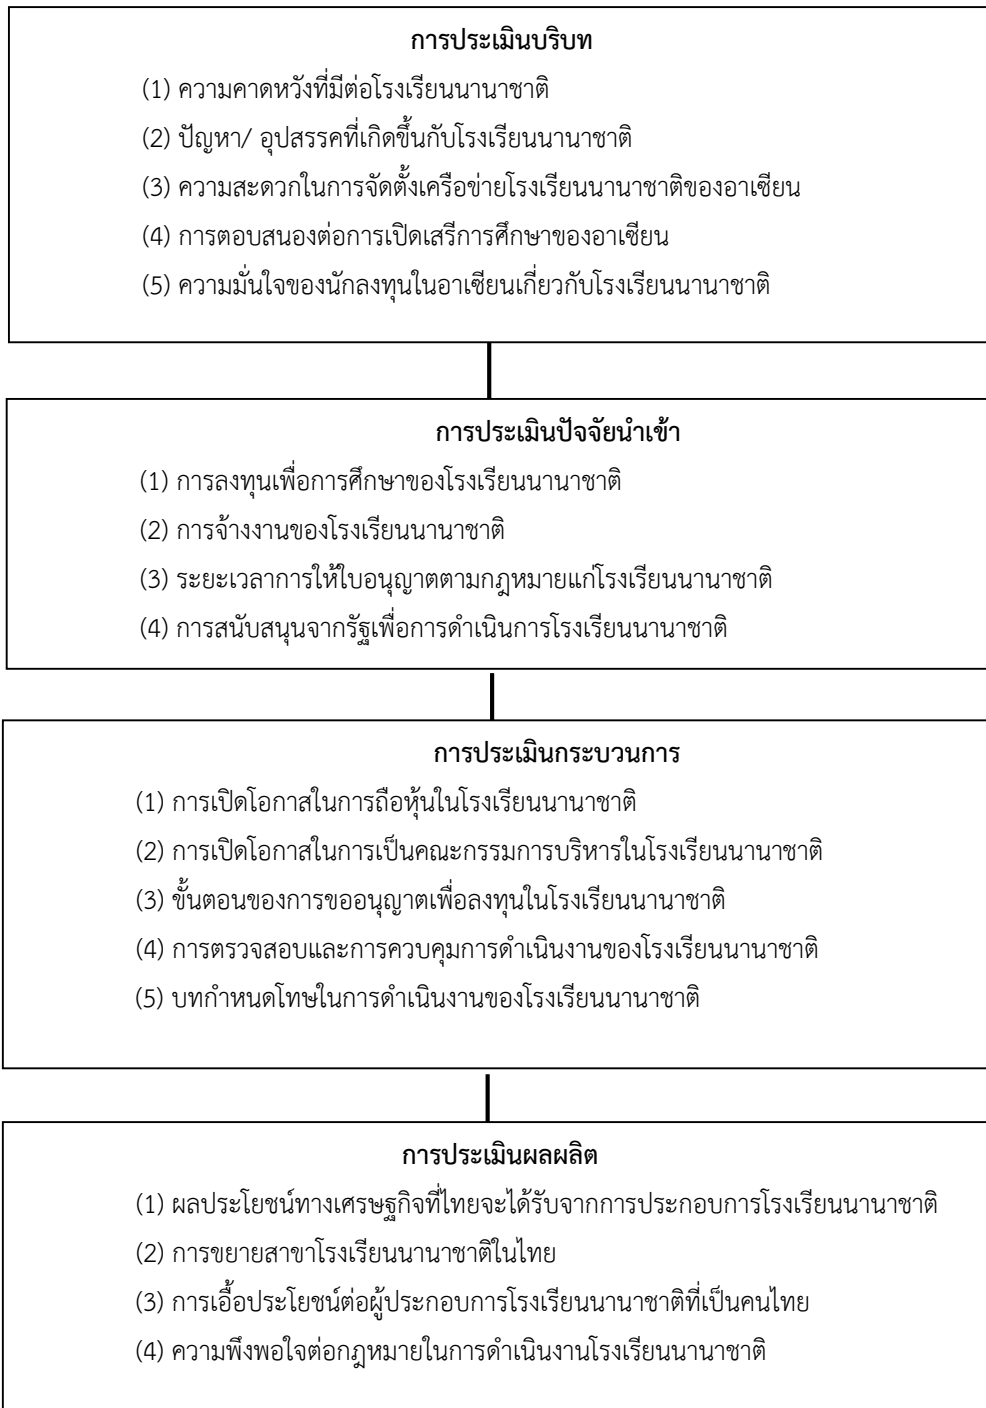 การประเมินบริบท
(1) ความคาดหวังที่มีต่อโรงเรียนนานาชาติ
(2) ปัญหา/ อุปสรรคที่เกิดขึ้นกับโรงเรียนนานาชาติ
(3) ความสะดวกในการจัดตั้งเครือข่ายโรงเรียนนานาชาติของอาเซียน
(4) การตอบสนองต่อการเปิดเสรีการศึกษาของอาเซียน
(5) ความมั่นใจของนักลงทุนในอาเซียนเกี่ยวกับโรงเรียนนานาชาติ
การประเมินปัจจัยนำเข้า
(1) การลงทุนเพื่อการศึกษาของโรงเรียนนานาชาติ
(2) การจ้างงานของโรงเรียนนานาชาติ
(3) ระยะเวลาการให้ใบอนุญาตตามกฎหมายแก่โรงเรียนนานาชาติ
(4) การสนับสนุนจากรัฐเพื่อการดำเนินการโรงเรียนนานาชาติ
การประเมินกระบวนการ
(1) การเปิดโอกาสในการถือหุ้นในโรงเรียนนานาชาติ
(2) การเปิดโอกาสในการเป็นคณะกรรมการบริหารในโรงเรียนนานาชาติ
(3) ขั้นตอนของการขออนุญาตเพื่อลงทุนในโรงเรียนนานาชาติ
(4) การตรวจสอบและการควบคุมการดำเนินงานของโรงเรียนนานาชาติ
(5) บทกำหนดโทษในการดำเนินงานของโรงเรียนนานาชาติ
การประเมินผลผลิต
(1) ผลประโยชน์ทางเศรษฐกิจที่ไทยจะได้รับจากการประกอบการโรงเรียนนานาชาติ
(2) การขยายสาขาโรงเรียนนานาชาติในไทย
(3) การเอื้อประโยชน์ต่อผู้ประกอบการโรงเรียนนานาชาติที่เป็นคนไทย
(4) ความพึงพอใจต่อกฎหมายในการดำเนินงานโรงเรียนนานาชาติ